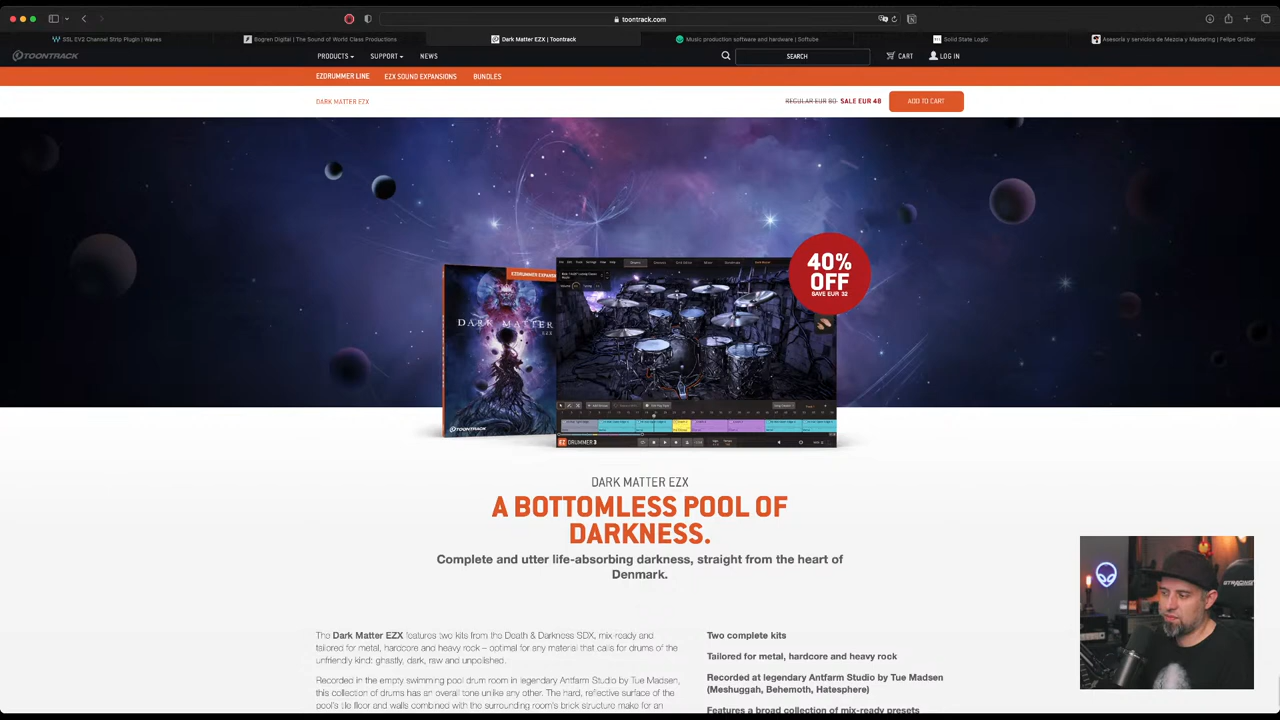 toontrack.com
SSL EV2 Channel Strip Plugin | Waves
Bogren Digital | The Sound of World Class Productions
Dark Matter EZX | Toontrack
Music production software and hardware | Softube
Solid State Logic
Asesoría y servicios de Mezcla y Mastering | Felipe Grüber
TOONTRACK
PRODUCTS
SUPPORT
NEWS
SEARCH
CART
LOG IN
EZDRUMMER LINE
EZX SOUND EXPANSIONS
BUNDLES
DARK MATTER EZX
REGULAR EUR 80
SALE EUR 48
ADD TO CART
40%
OFF
SAVE EUR 32
EZDRUMMER EXPANSION
DARK MATTER
EZX
TOONTRACK
EZ DRUMMER 3
DARK MATTER EZX
A BOTTOMLESS POOL OF
DARKNESS.
Complete and utter life-absorbing darkness, straight from the heart of
Denmark.
The Dark Matter EZX features two kits from the Death & Darkness SDX, mix-ready and
tailored for metal, hardcore and heavy rock – optimal for any material that calls for drums of the
unfriendly kind: ghastly, dark, raw and unpolished.
Recorded in the empty swimming pool drum room in legendary Antfarm Studio by Tue Madsen,
this collection of drums has an overall tone unlike any other. The hard, reflective surface of the
pool's tile floor and walls combined with the surrounding room's brick structure make for an
Two complete kits
Tailored for metal, hardcore and heavy rock
Recorded at legendary Antfarm Studio by Tue Madsen
(Meshuggah, Behemoth, Hatesphere)
Features a broad collection of mix-ready presets